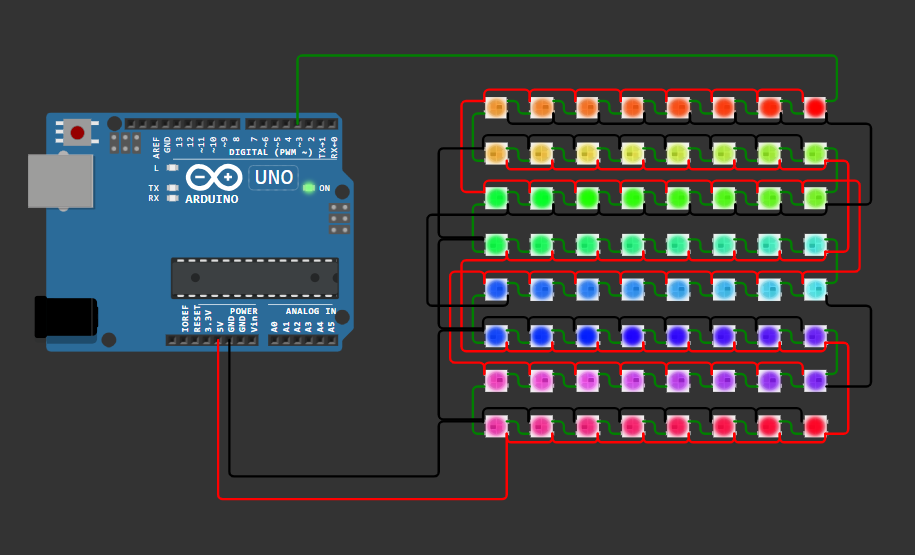 AREF
GND
13
12
~11
~10
~9
8
7
~6
~5
4
~3
2
TX→1
RX←0
DIGITAL (PWM ~)
L
TX
RX
UNO
ON
ARDUINO
IOREF
RESET
3.3V
5V
GND
GND
Vin
POWER
ANALOG IN
A0
A1
A2
A3
A4
A5